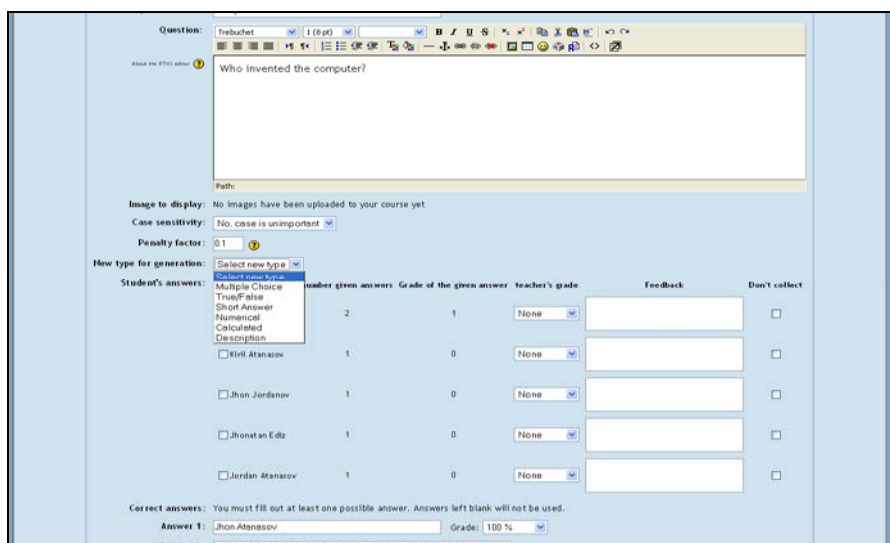 Question: Trebuchet 1 (8 pt) B I U S
About the HTML editor
Who invented the computer?
Path:
Image to display: No images have been uploaded to your course yet
Case sensitivity: No, case is unimportant
Penalty factor: 0.1
New type for generation: Select new type
Select new type
Student's answers: Multiple Choice umber given answers Grade of the given answer teacher's grade Feedback Don't collect
True/False
Short Answer
Numerical 2 1 None
Calculated
Description
Kiril Atanasov 1 0 None
Jhon Jordanov 1 0 None
Jhonatan Ediz 1 0 None
Jordan Atanasov 1 0 None
Correct answers: You must fill out at least one possible answer. Answers left blank will not be used.
Answer 1: Jhon Atanasov Grade: 100 %